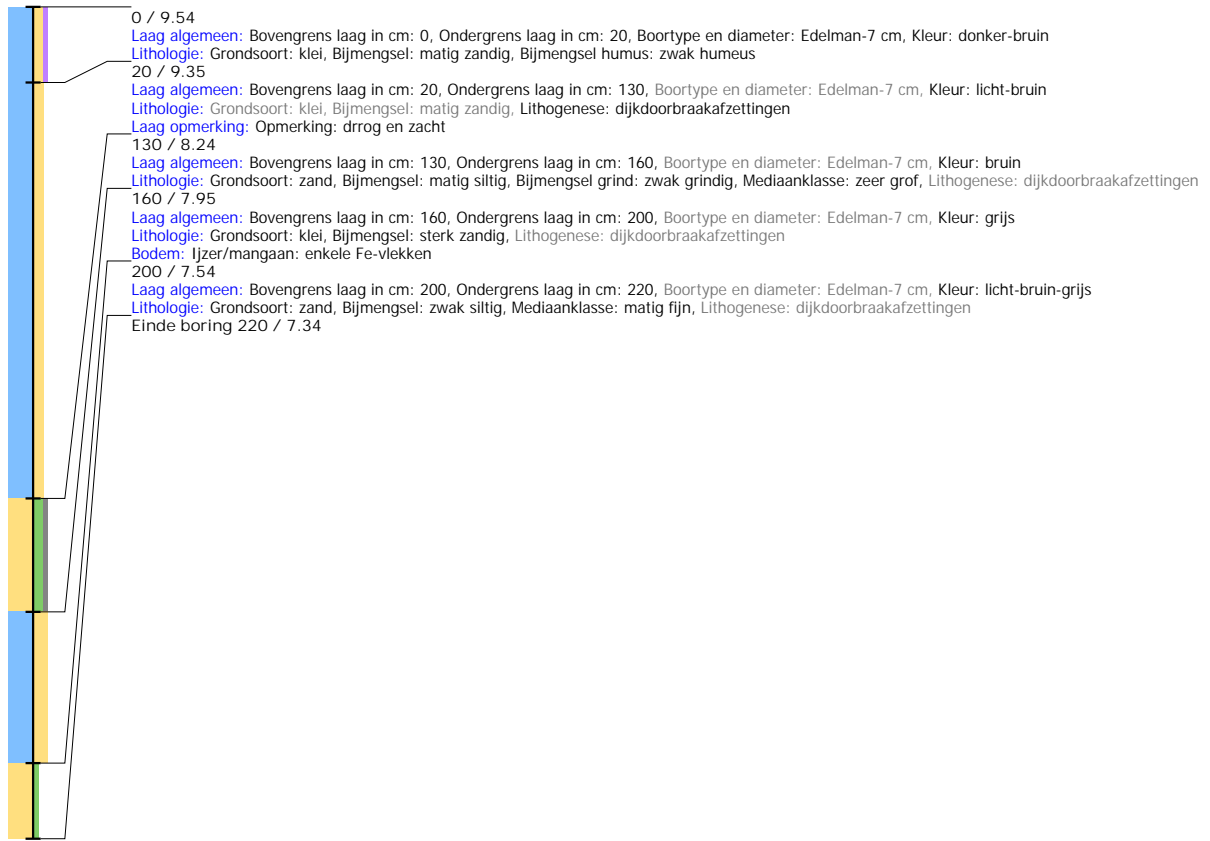 0 / 9.54
Laag algemeen: Bovengrens laag in cm: 0, Ondergrens laag in cm: 20, Boortype en diameter: Edelman-7 cm, Kleur: donker-bruin
Lithologie: Grondsoort: klei, Bijmengsel: matig zandig, Bijmengsel humus: zwak humeus
20 / 9.35
Laag algemeen: Bovengrens laag in cm: 20, Ondergrens laag in cm: 130, Boortype en diameter: Edelman-7 cm, Kleur: licht-bruin
Lithologie: Grondsoort: klei, Bijmengsel: matig zandig, Lithogenese: dijkdoorbraakafzettingen
Laag opmerking: Opmerking: drrog en zacht
130 / 8.24
Laag algemeen: Bovengrens laag in cm: 130, Ondergrens laag in cm: 160, Boortype en diameter: Edelman-7 cm, Kleur: bruin
Lithologie: Grondsoort: zand, Bijmengsel: matig siltig, Bijmengsel grind: zwak grindig, Mediaanklasse: zeer grof, Lithogenese: dijkdoorbraakafzettingen
160 / 7.95
Laag algemeen: Bovengrens laag in cm: 160, Ondergrens laag in cm: 200, Boortype en diameter: Edelman-7 cm, Kleur: grijs
Lithologie: Grondsoort: klei, Bijmengsel: sterk zandig, Lithogenese: dijkdoorbraakafzettingen
Bodem: Ijzer/mangaan: enkele Fe-vlekken
200 / 7.54
Laag algemeen: Bovengrens laag in cm: 200, Ondergrens laag in cm: 220, Boortype en diameter: Edelman-7 cm, Kleur: licht-bruin-grijs
Lithologie: Grondsoort: zand, Bijmengsel: zwak siltig, Mediaanklasse: matig fijn, Lithogenese: dijkdoorbraakafzettingen
Einde boring 220 / 7.34